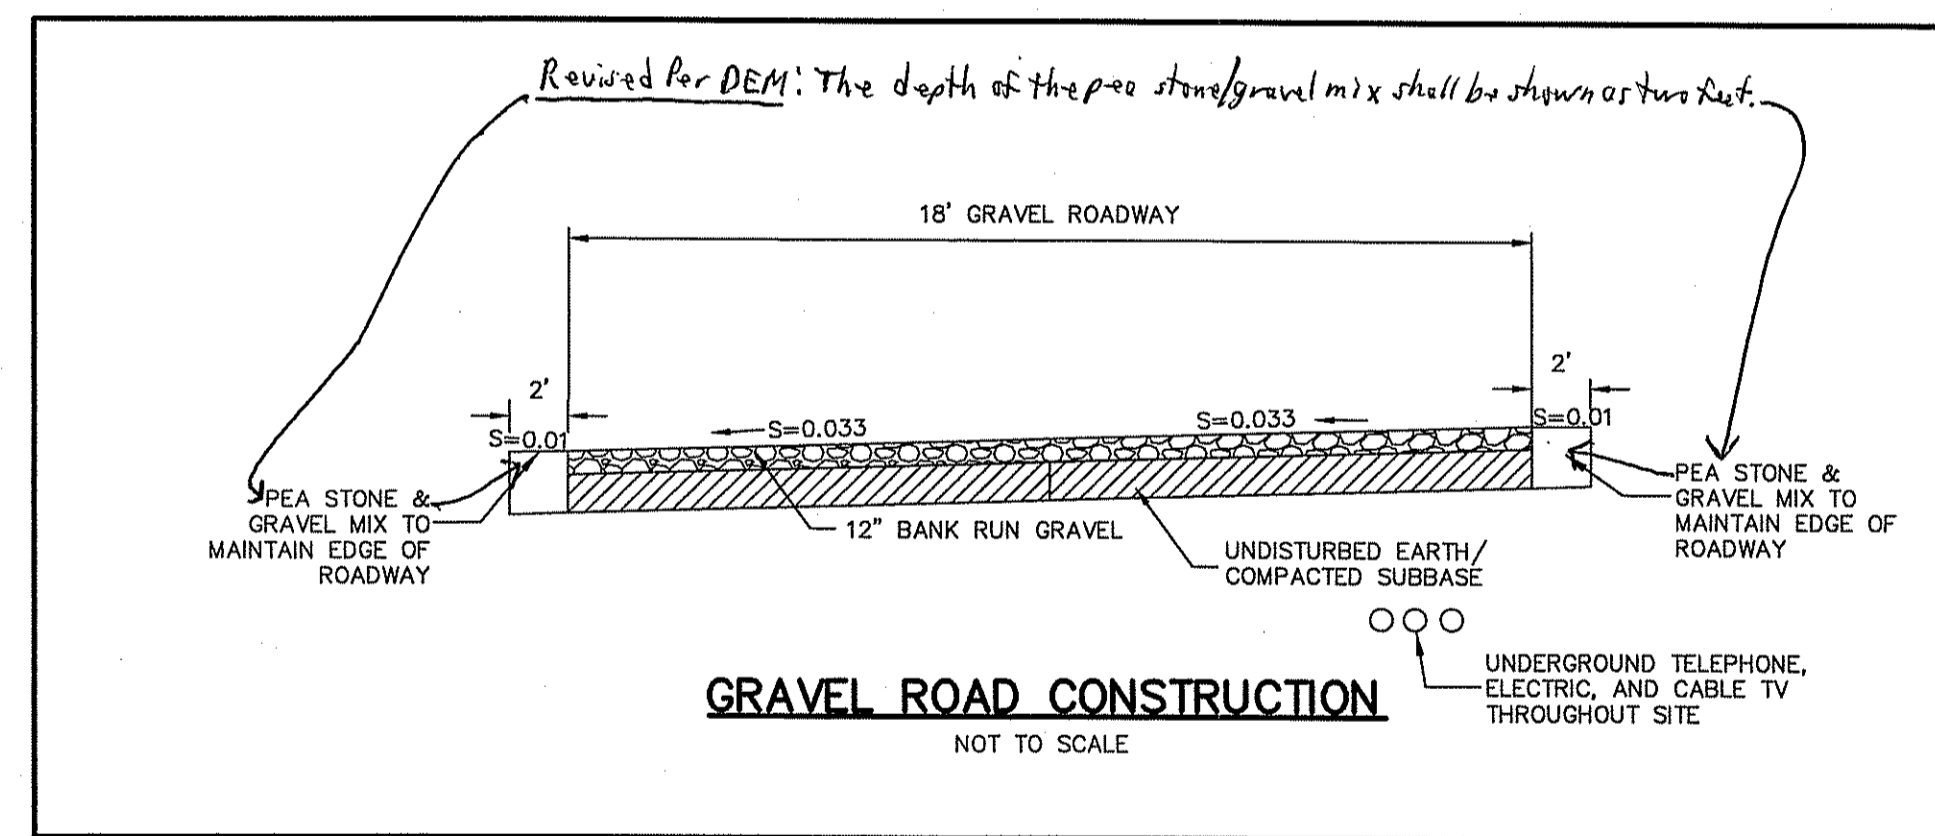 Revised Per DEM: The depth of the pea stone/gravel mix shall be shown as two feet.
18' GRAVEL ROADWAY
2'
2'
S=0.01
S=0.033
S=0.033
S=0.01
PEA STONE &
GRAVEL MIX TO
MAINTAIN EDGE OF
ROADWAY
12" BANK RUN GRAVEL
UNDISTURBED EARTH/
COMPACTED SUBBASE
PEA STONE &
GRAVEL MIX TO
MAINTAIN EDGE OF
ROADWAY
UNDERGROUND TELEPHONE,
ELECTRIC, AND CABLE TV
THROUGHOUT SITE
GRAVEL ROAD CONSTRUCTION
NOT TO SCALE